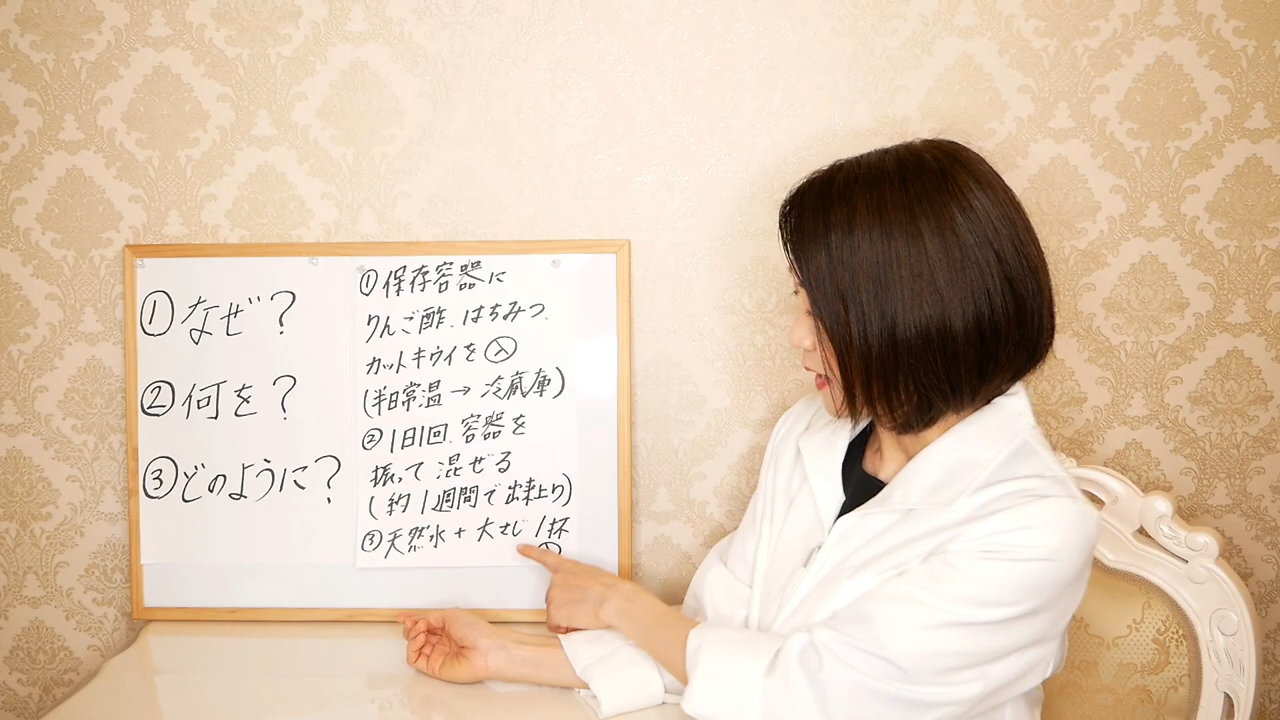 ①なぜ？
②何を？
③どのように？
①保存容器に
りんご酢、はちみつ、
カットキウイを㋳
(半日常温→冷蔵庫)
②1日1回、容器を
振って混ぜる
(約1週間で出来上り)
③天然水＋大さじ1杯